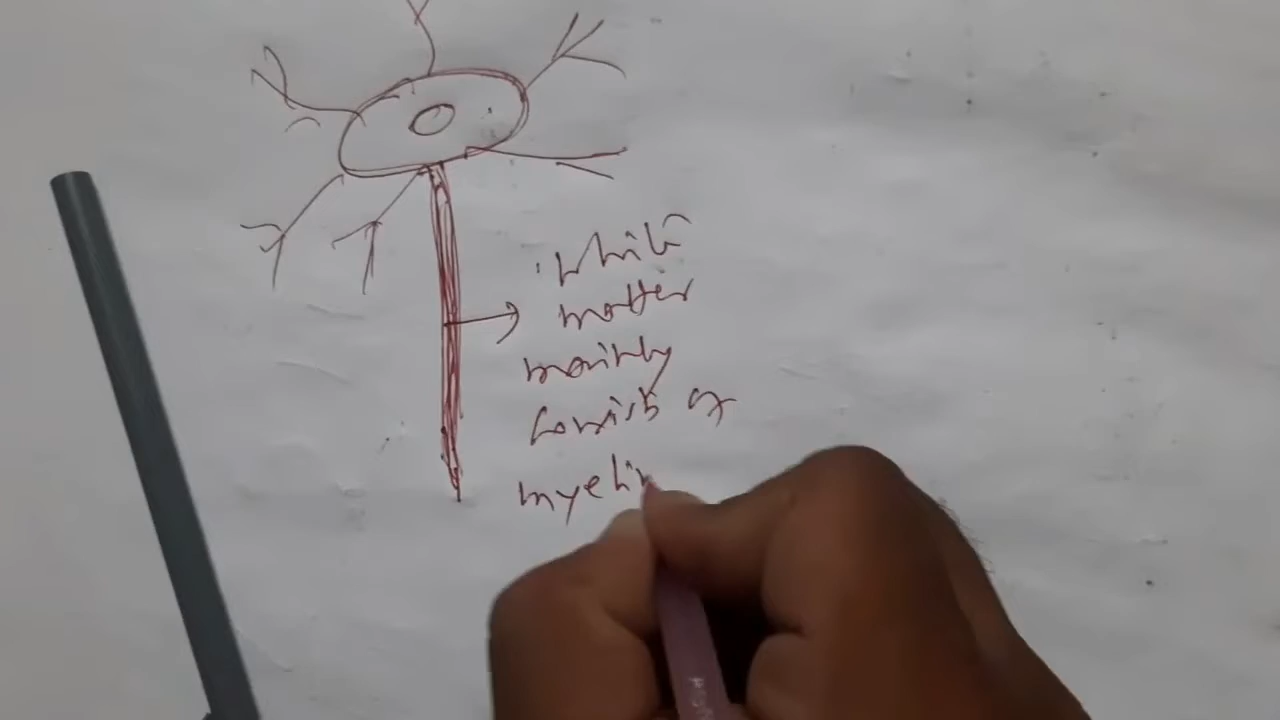 white
matter
mainly
consists of
myelin